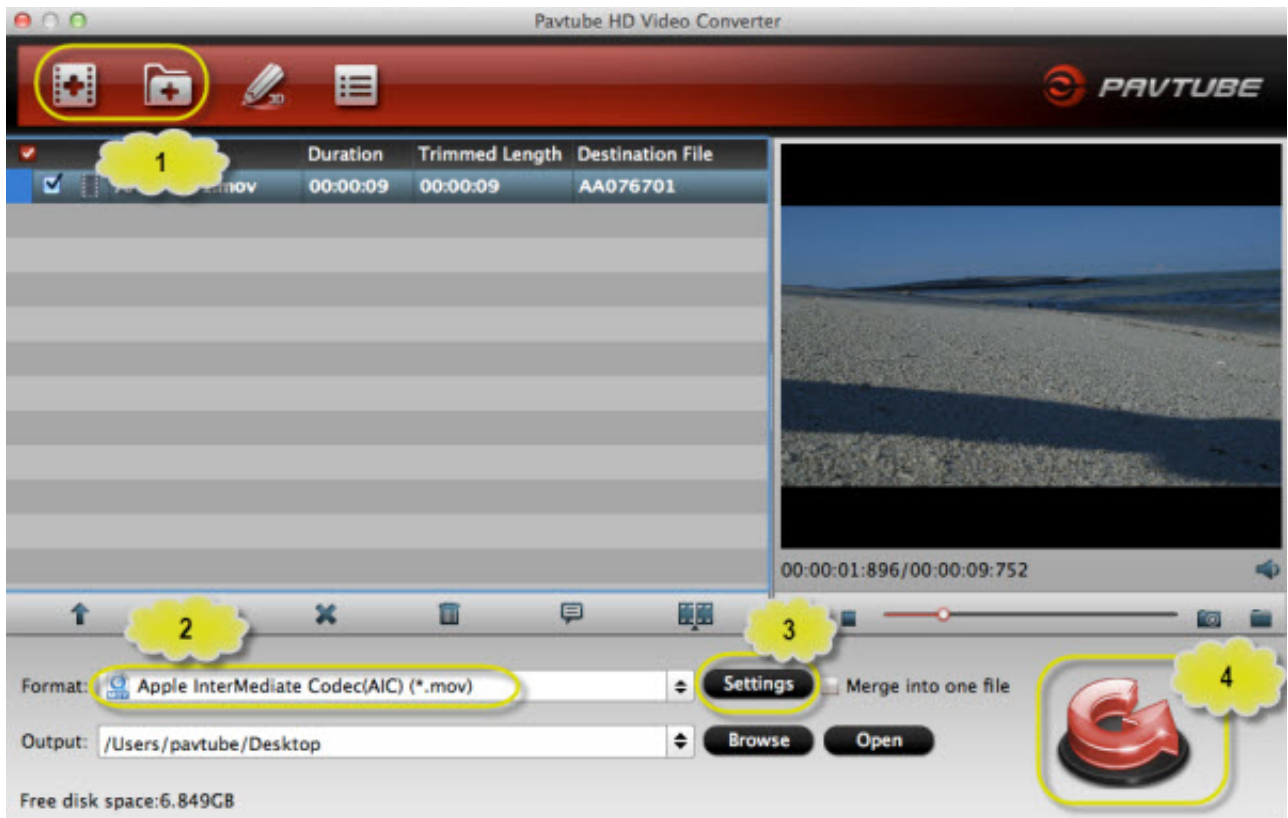 Pavtube HD Video Converter
3D
PAVTUBE
1
Duration Trimmed Length Destination File
.mov 00:00:09 00:00:09 AA076701
00:00:01:896/00:00:09:752
2
3
4
Format: Apple InterMediate Codec(AIC) (*.mov) Settings Merge into one file
Output: /Users/pavtube/Desktop Browse Open
Free disk space:6.849GB